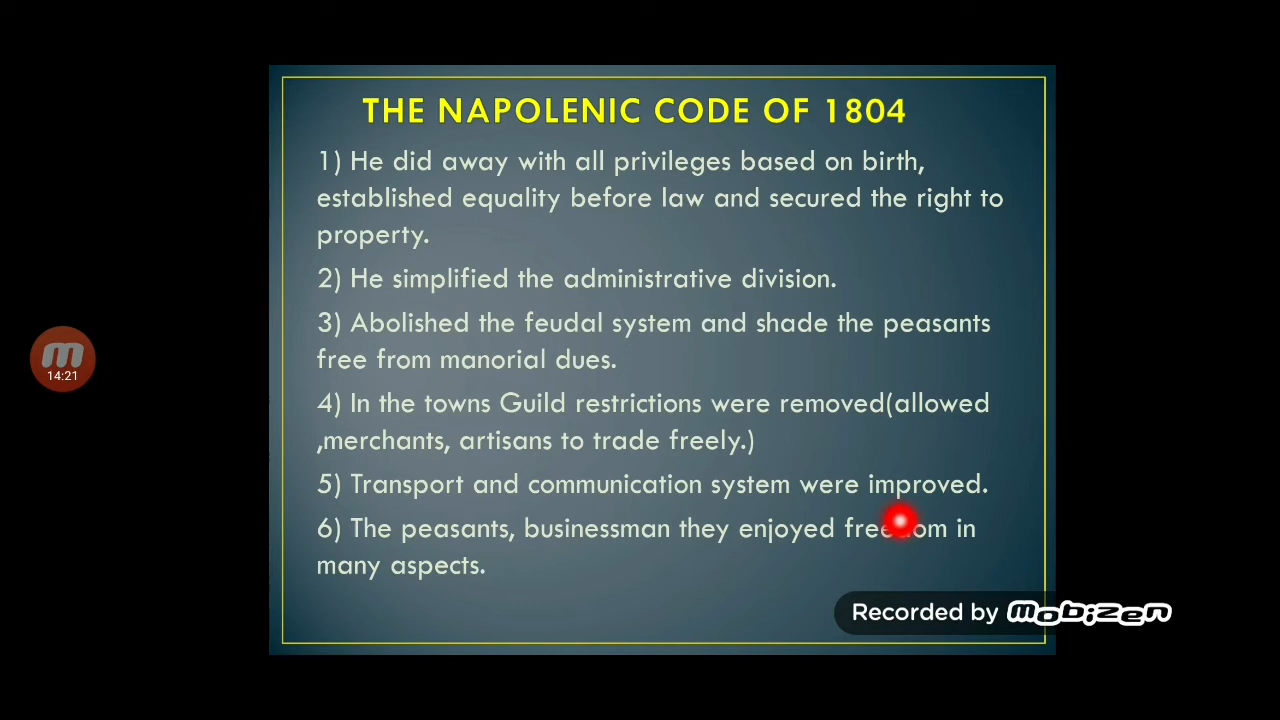 THE NAPOLENIC CODE OF 1804
1) He did away with all privileges based on birth,
established equality before law and secured the right to
property.
2) He simplified the administrative division.
3) Abolished the feudal system and shade the peasants
free from manorial dues.
4) In the towns Guild restrictions were removed(allowed
,merchants, artisans to trade freely.)
5) Transport and communication system were improved.
6) The peasants, businessman they enjoyed freedom in
many aspects.
14:21
Recorded by mobizen